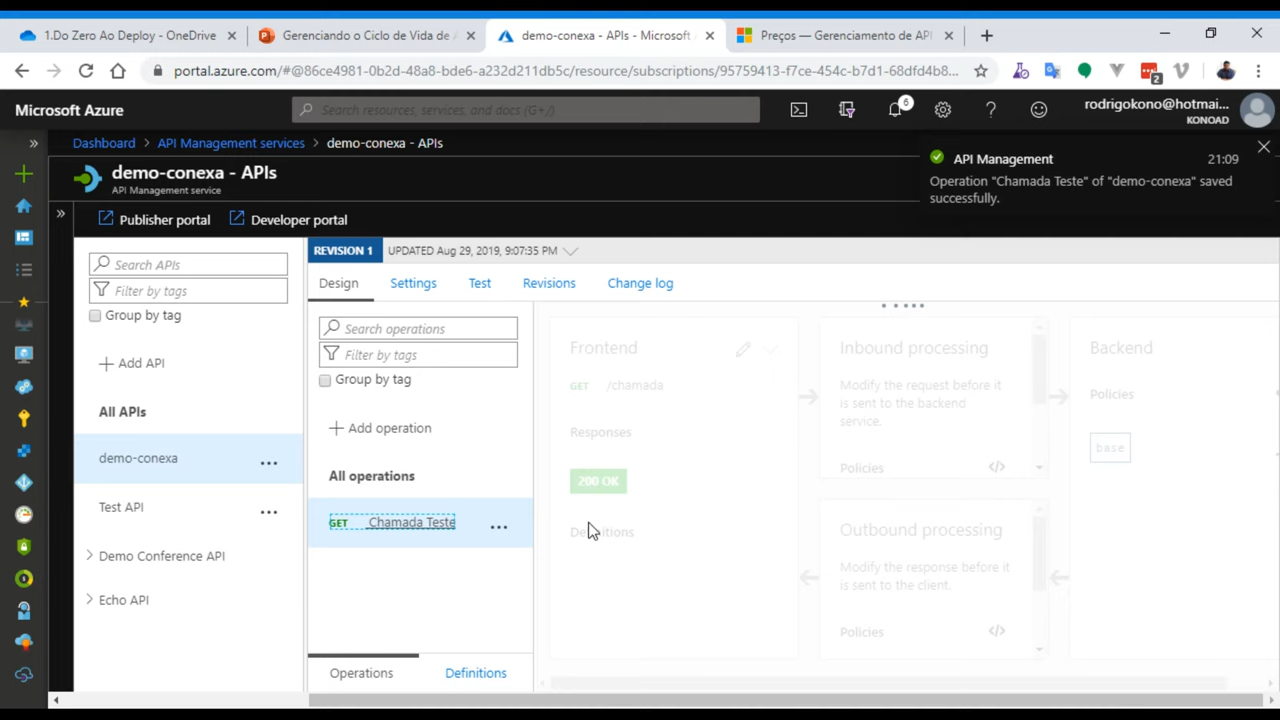 1.Do Zero Ao Deploy - OneDrive
Gerenciando o Ciclo de Vida de A
demo-conexa - APIs - Microsoft
Preços — Gerenciamento de API
portal.azure.com/#@86ce4981-0b2d-48a8-b4e6-a232d211db5c/resource/subscriptions/95759413-f7ce-454c-b7d1-68dfd4b8...
2
Microsoft Azure
Search resources, services, and docs (G+/)
6
rodrigokono@hotmai...
KONOAD
Dashboard
API Management services
demo-conexa - APIs
demo-conexa - APIs
API Management service
API Management
21:09
Operation "Chamada Teste" of "demo-conexa" saved
successfully.
Publisher portal
Developer portal
Search APIs
Filter by tags
Group by tag
Add API
All APIs
demo-conexa
Test API
Demo Conference API
Echo API
REVISION 1
UPDATED Aug 29, 2019, 9:07:35 PM
Design
Settings
Test
Revisions
Change log
Search operations
Filter by tags
Group by tag
Add operation
All operations
GET Chamada Teste
Operations
Definitions
Frontend
GET /chamada
Responses
200 OK
Definitions
Inbound processing
Modify the request before it
is sent to the backend
service.
Policies
Outbound processing
Modify the response before it
is sent to the client.
Policies
Backend
Policies
base